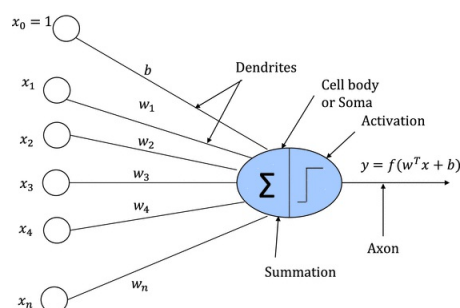 x₀ = 1
b
Dendrites
Cell body
or Soma
Activation
x₁
w₁
x₂
w₂
Σ
y = f(wᵀx + b)
x₃
w₃
x₄
w₄
Axon
Summation
xₙ
wₙ